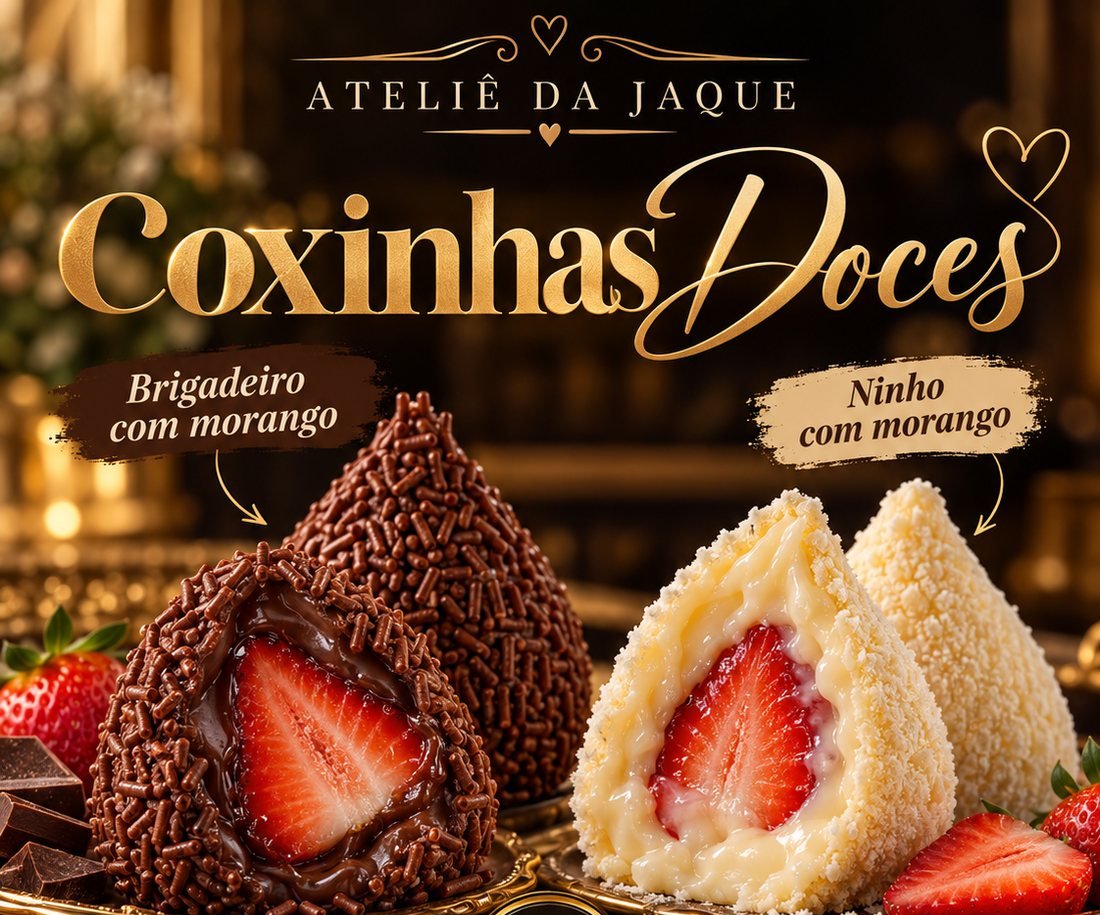 ATELIÊ DA JAQUE
Coxinhas Doces
Brigadeiro
com morango
Ninho
com morango